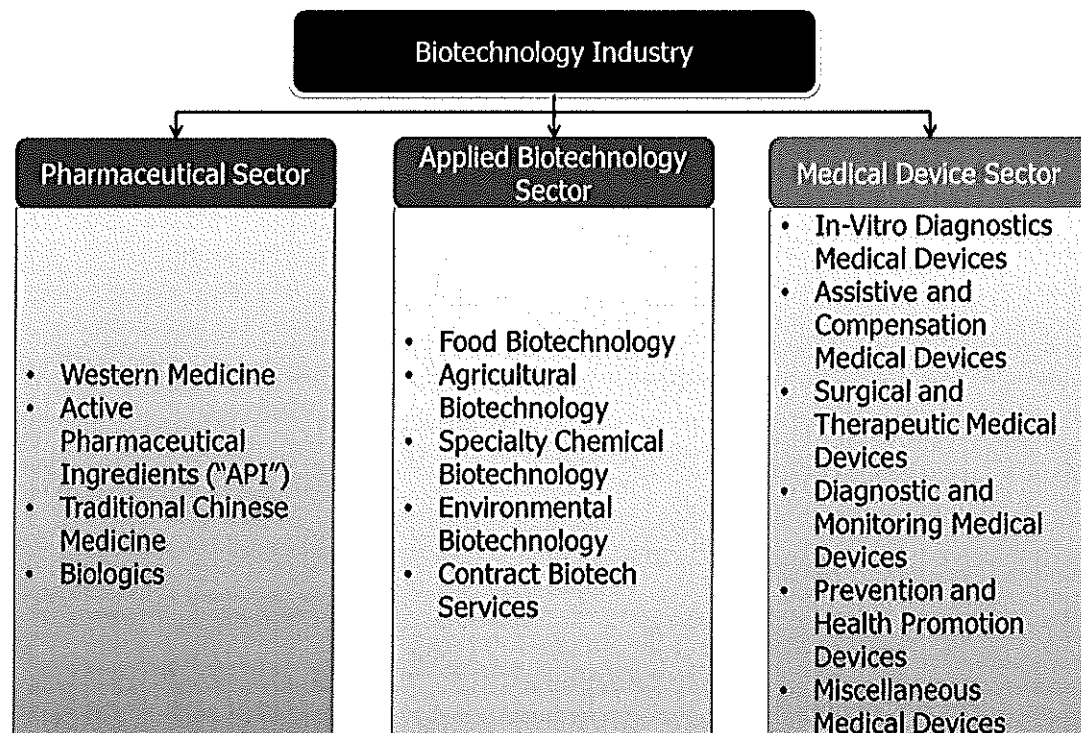 Biotechnology Industry
Pharmaceutical Sector
• Western Medicine
• Active
Pharmaceutical
Ingredients ("API")
• Traditional Chinese
Medicine
• Biologics
Applied Biotechnology
Sector
• Food Biotechnology
• Agricultural
Biotechnology
• Specialty Chemical
Biotechnology
• Environmental
Biotechnology
• Contract Biotech
Services
Medical Device Sector
• In-Vitro Diagnostics
Medical Devices
• Assistive and
Compensation
Medical Devices
• Surgical and
Therapeutic Medical
Devices
• Diagnostic and
Monitoring Medical
Devices
• Prevention and
Health Promotion
Devices
• Miscellaneous
Medical Devices